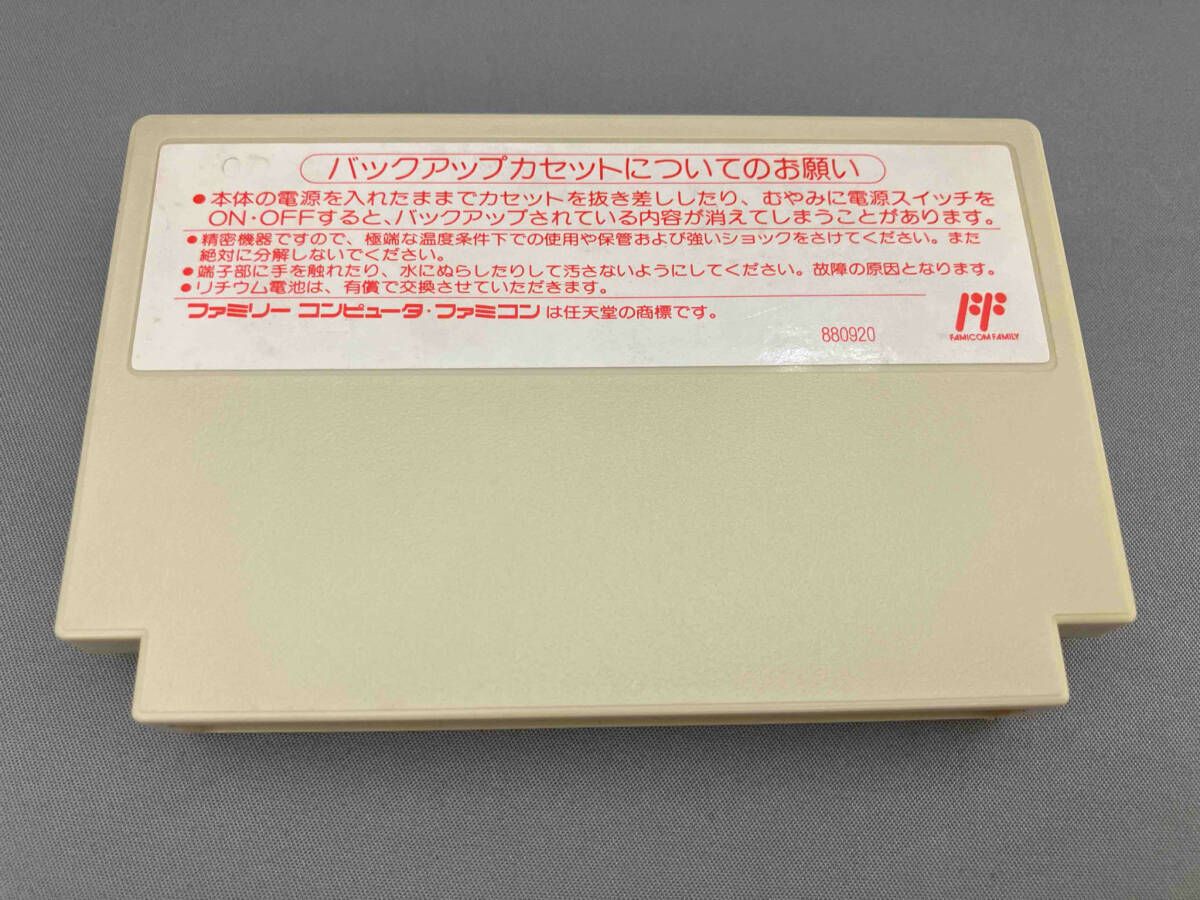 バックアップカセットについてのお願い
●本体の電源を入れたままでカセットを抜き差ししたり、むやみに電源スイッチを
ON・OFFすると、バックアップされている内容が消えてしまうことがあります。
●精密機器ですので、極端な温度条件下での使用や保管および強いショックをさけてください。また
絶対に分解しないでください。
●端子部に手を触れたり、水にぬらしたりして汚さないようにしてください。故障の原因となります。
●リチウム電池は、有償で交換させていただきます。
ファミリー コンピュータ・ファミコンは任天堂の商標です。
880920
FAMICOM FAMILY